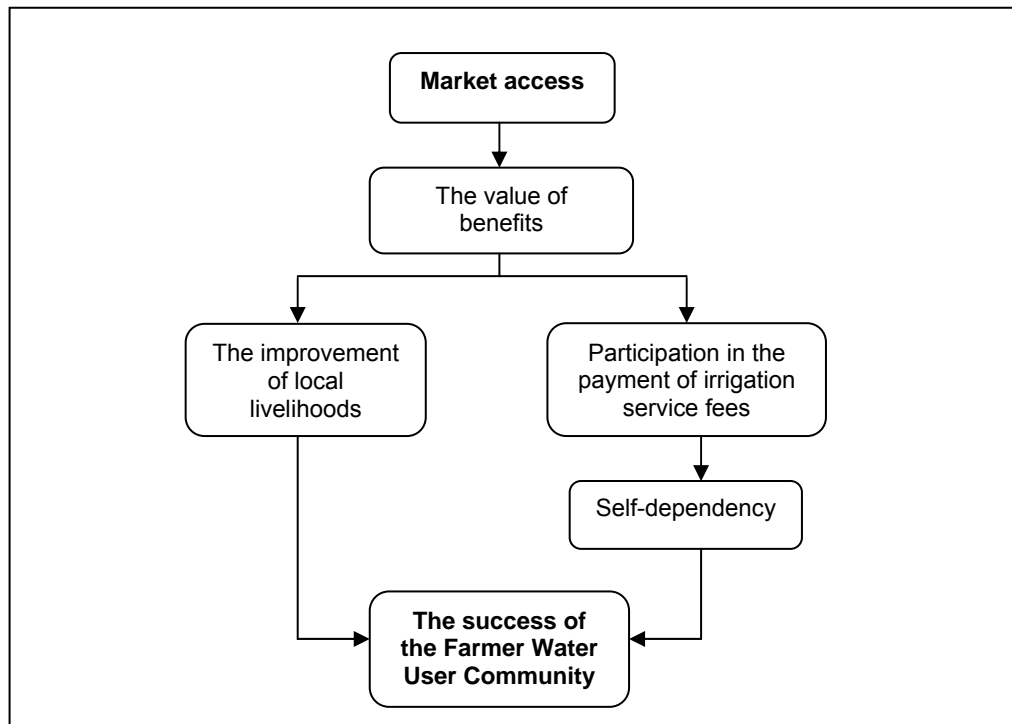 Market access
The value of
benefits
The improvement
of local
livelihoods
Participation in the
payment of irrigation
service fees
Self-dependency
The success of
the Farmer Water
User Community